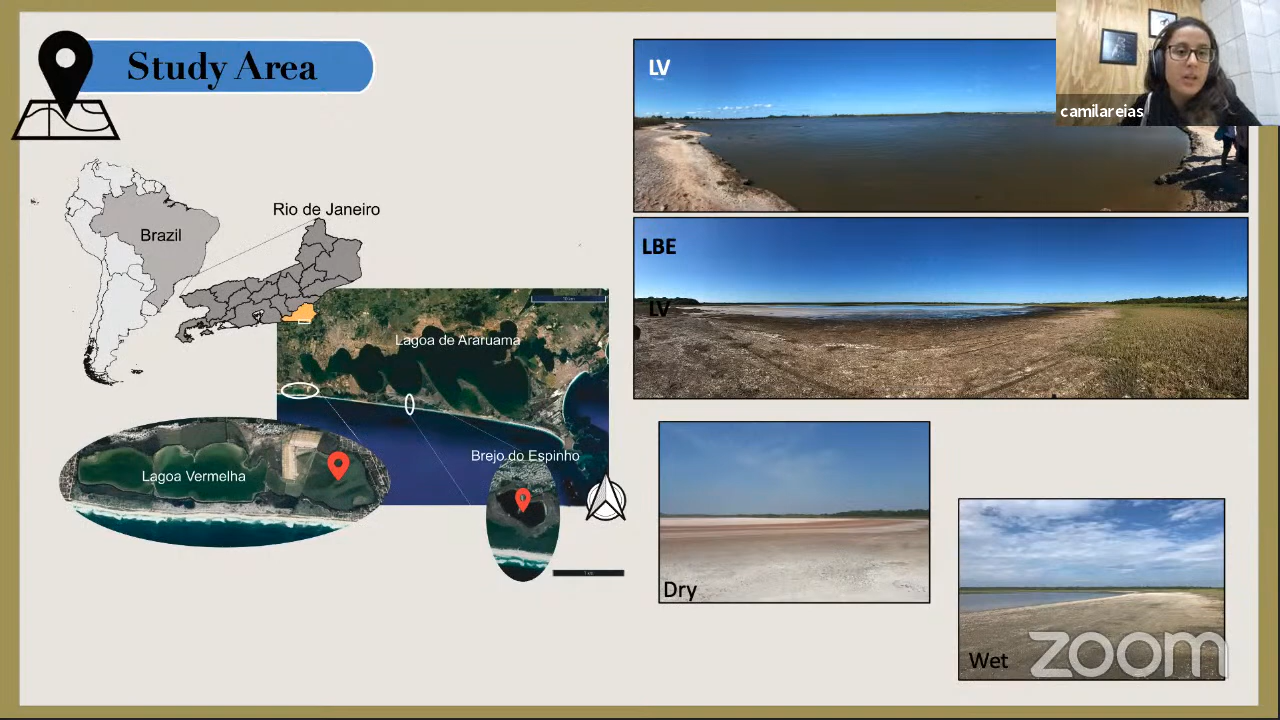 Study Area
Brazil
Rio de Janeiro
Lagoa de Araruama
Lagoa Vermelha
Brejo do Espinho
LV
camilareias
LBE
LV
Dry
Wet
zoom